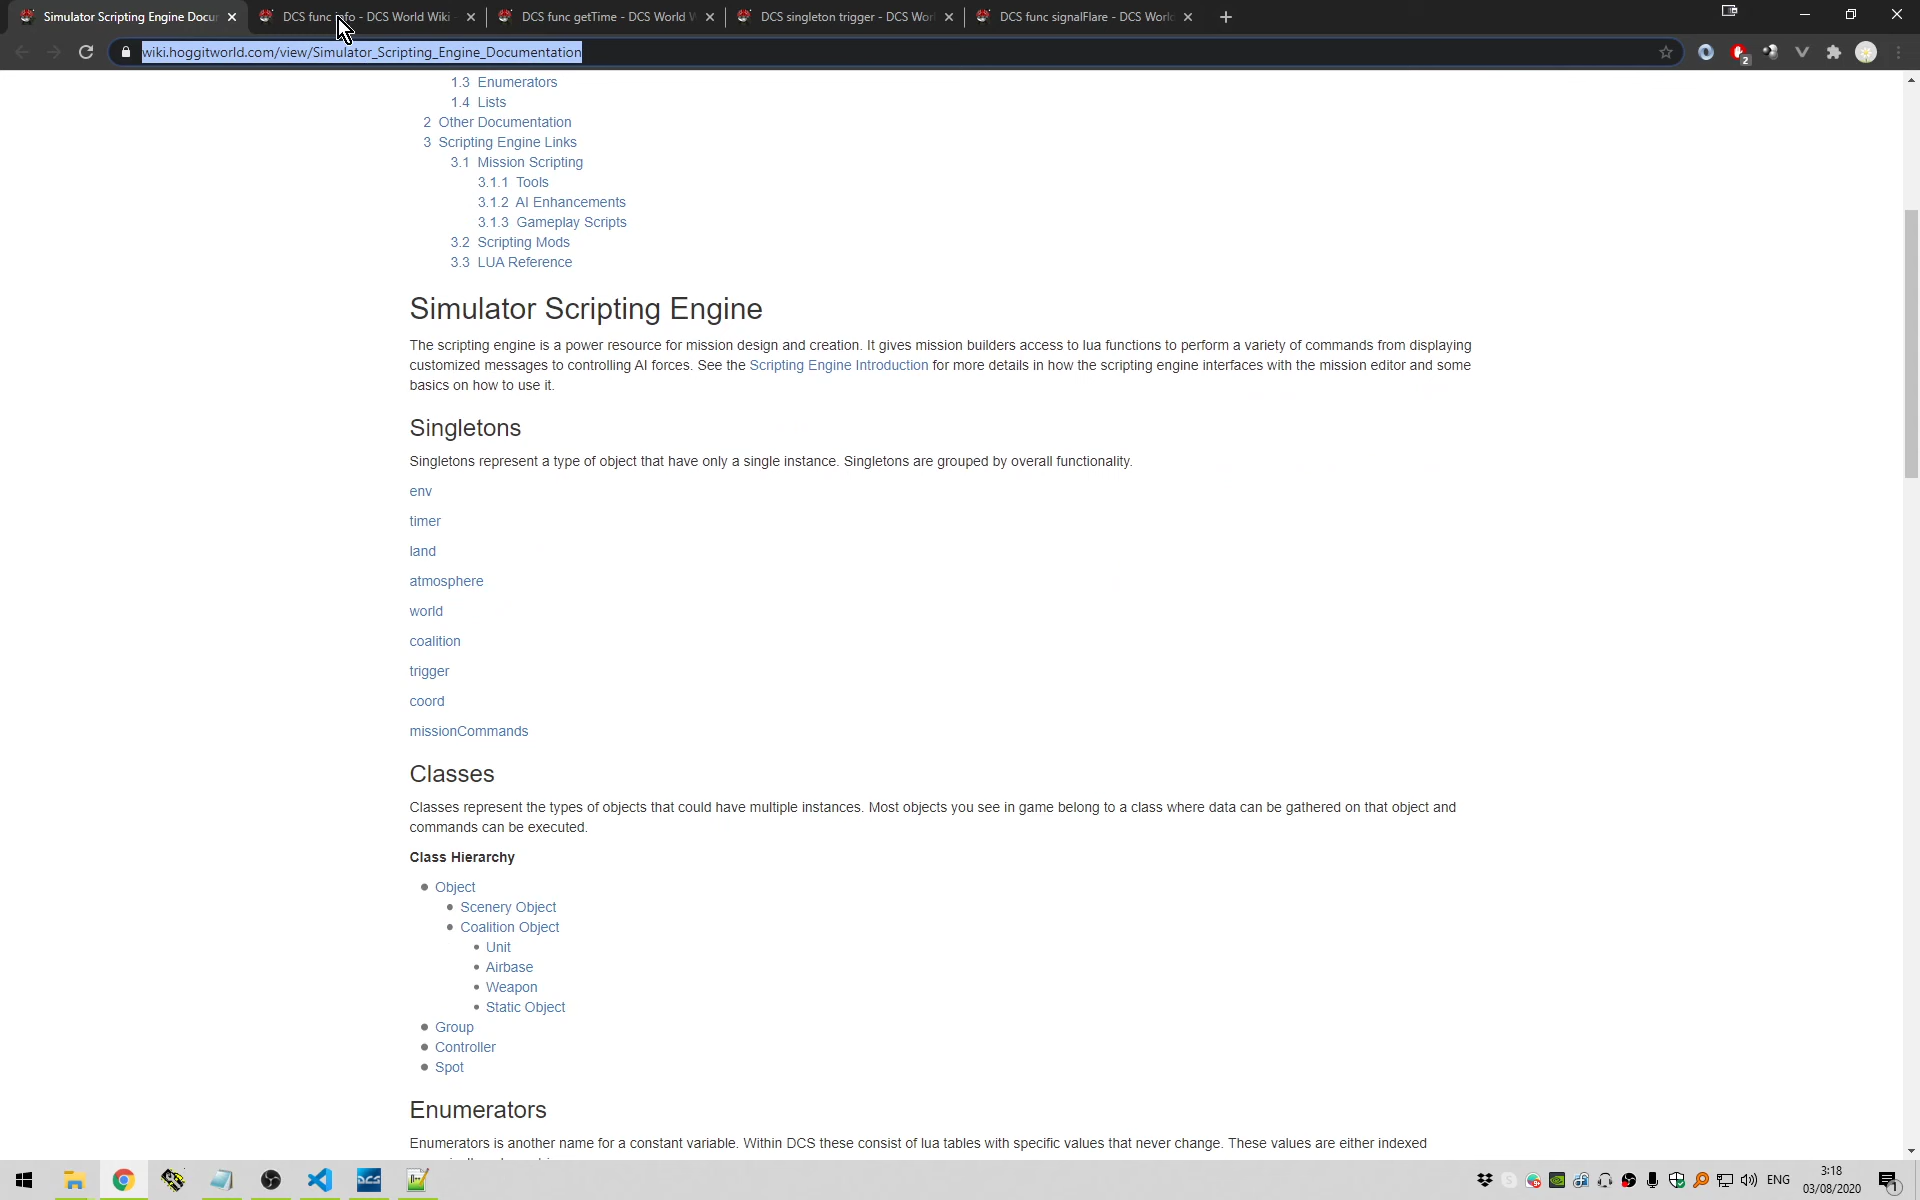 Simulator Scripting Engine Docu
DCS func info - DCS World Wiki
DCS func getTime - DCS World W
DCS singleton trigger - DCS Wor
DCS func signalFlare - DCS World
wiki.hoggitworld.com/view/Simulator_Scripting_Engine_Documentation
2
1.3 Enumerators
1.4 Lists
2 Other Documentation
3 Scripting Engine Links
3.1 Mission Scripting
3.1.1 Tools
3.1.2 AI Enhancements
3.1.3 Gameplay Scripts
3.2 Scripting Mods
3.3 LUA Reference
Simulator Scripting Engine
The scripting engine is a power resource for mission design and creation. It gives mission builders access to lua functions to perform a variety of commands from displaying
customized messages to controlling AI forces. See the Scripting Engine Introduction for more details in how the scripting engine interfaces with the mission editor and some
basics on how to use it.
Singletons
Singletons represent a type of object that have only a single instance. Singletons are grouped by overall functionality.
env
timer
land
atmosphere
world
coalition
trigger
coord
missionCommands
Classes
Classes represent the types of objects that could have multiple instances. Most objects you see in game belong to a class where data can be gathered on that object and
commands can be executed.
Class Hierarchy
Object
Scenery Object
Coalition Object
Unit
Airbase
Weapon
Static Object
Group
Controller
Spot
Enumerators
Enumerators is another name for a constant variable. Within DCS these consist of lua tables with specific values that never change. These values are either indexed
DCS
ENG
3:18
03/08/2020
1